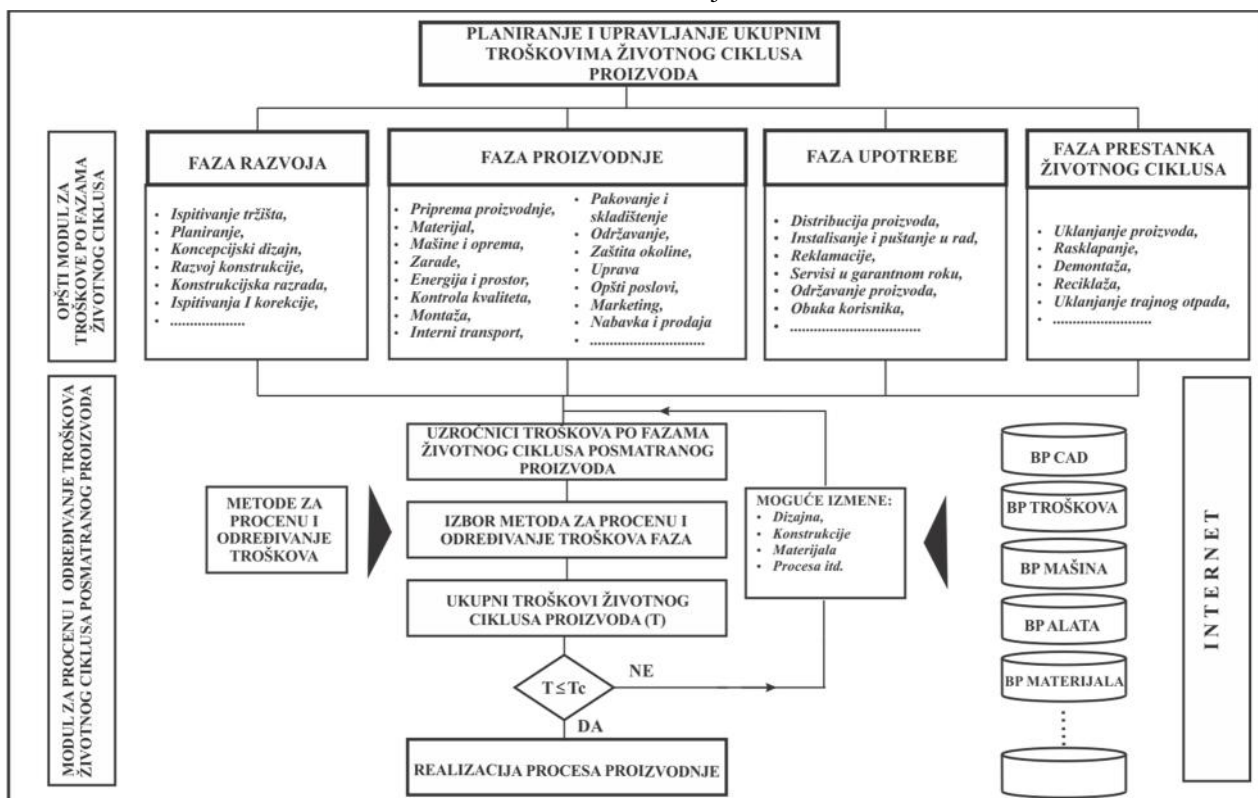 PLANIRANJE I UPRAVLJANJE UKUPNIM
TROŠKOVIMA ŽIVOTNOG CIKLUSA
PROIZVODA
OPŠTI MODUL ZA
TROŠKOVE PO FAZAMA
ŽIVOTNOG CIKLUSA
FAZA RAZVOJA
• Ispitivanje tržišta,
• Planiranje,
• Koncepcijski dizajn,
• Razvoj konstrukcije,
• Konstrukcijska razrada,
• Ispitivanja I korekcije,
• ...................
FAZA PROIZVODNJE
• Priprema proizvodnje,
• Materijal,
• Mašine i oprema,
• Zarade,
• Energija i prostor,
• Kontrola kvaliteta,
• Montaža,
• Interni transport,
• Pakovanje i
skladištenje
• Održavanje,
• Zaštita okoline,
• Uprava
• Opšti poslovi,
• Marketing,
• Nabavka i prodaja
• .............................
FAZA UPOTREBE
• Distribucija proizvoda,
• Instalisanje i puštanje u rad,
• Reklamacije,
• Servisi u garantnom roku,
• Održavanje proizvoda,
• Obuka korisnika,
• .................................
FAZA PRESTANKA
ŽIVOTNOG CIKLUSA
• Uklanjanje proizvoda,
• Rasklapanje,
• Demontaža,
• Reciklaža,
• Uklanjanje trajnog otpada,
• .........................
MODUL ZA PROCENU I ODREĐIVANJE TROŠKOVA
ŽIVOTNOG CIKLUSA POSMATRANOG PROIZVODA
UZROČNICI TROŠKOVA PO FAZAMA
ŽIVOTNOG CIKLUSA POSMATRANOG
PROIZVODA
METODE ZA
PROCENU I
ODREĐIVANJE
TROŠKOVA
IZBOR METODA ZA PROCENU I
ODREĐIVANJE TROŠKOVA FAZA
UKUPNI TROŠKOVI ŽIVOTNOG
CIKLUSA PROIZVODA (T)
T ≤ Tc
NE
DA
REALIZACIJA PROCESA PROIZVODNJE
MOGUĆE IZMENE:
• Dizajna,
• Konstrukcije
• Materijala
• Procesa itd.
BP CAD
BP TROŠKOVA
BP MAŠINA
BP ALATA
BP MATERIJALA
INTERNET